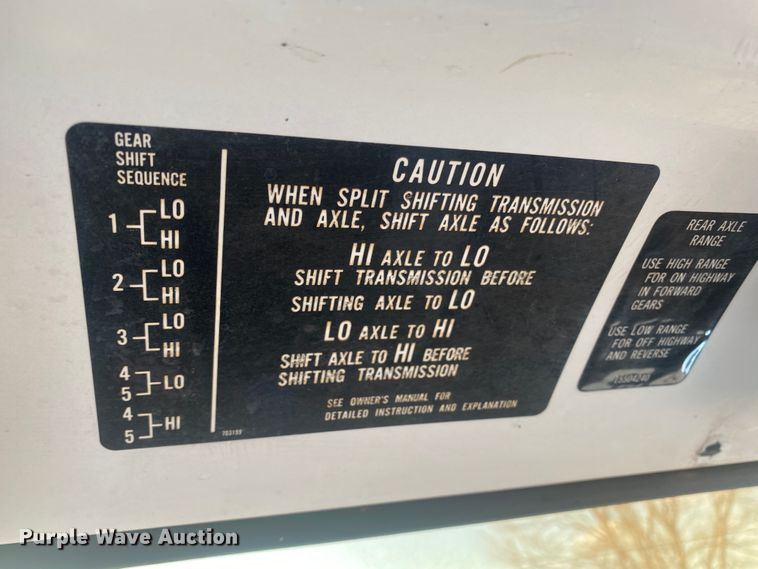 GEAR
SHIFT
SEQUENCE
1 LO
HI
2 LO
HI
3 LO
HI
4
5 LO
4
5 HI
703199
CAUTION
WHEN SPLIT SHIFTING TRANSMISSION
AND AXLE, SHIFT AXLE AS FOLLOWS:
HI AXLE TO LO
SHIFT TRANSMISSION BEFORE
SHIFTING AXLE TO LO
LO AXLE TO HI
SHIFT AXLE TO HI BEFORE
SHIFTING TRANSMISSION
SEE OWNER'S MANUAL FOR
DETAILED INSTRUCTION AND EXPLANATION
REAR AXLE
RANGE
USE HIGH RANGE
FOR ON HIGHWAY
IN FORWARD
GEARS
USE LOW RANGE
FOR OFF HIGHWAY
AND REVERSE
15504240
Purple Wave Auction